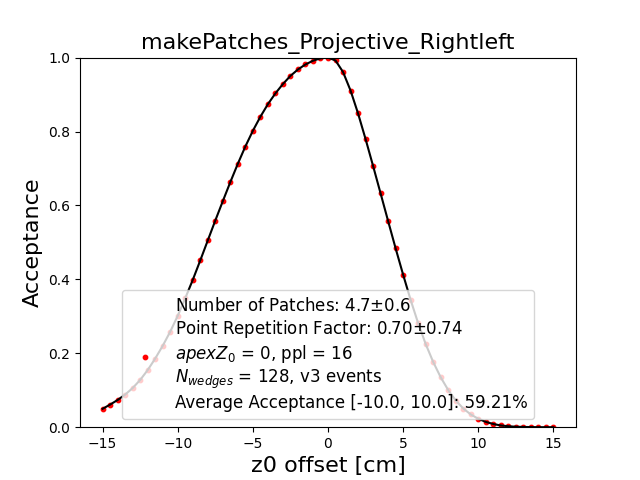 makePatches_Projective_Rightleft
1.0
0.8
0.6
0.4
0.2
0.0
Acceptance
Number of Patches: 4.7±0.6
Point Repetition Factor: 0.70±0.74
apexZ₀ = 0, ppl = 16
N_wedges = 128, v3 events
Average Acceptance [-10.0, 10.0]: 59.21%
−15 −10 −5 0 5 10 15
z0 offset [cm]